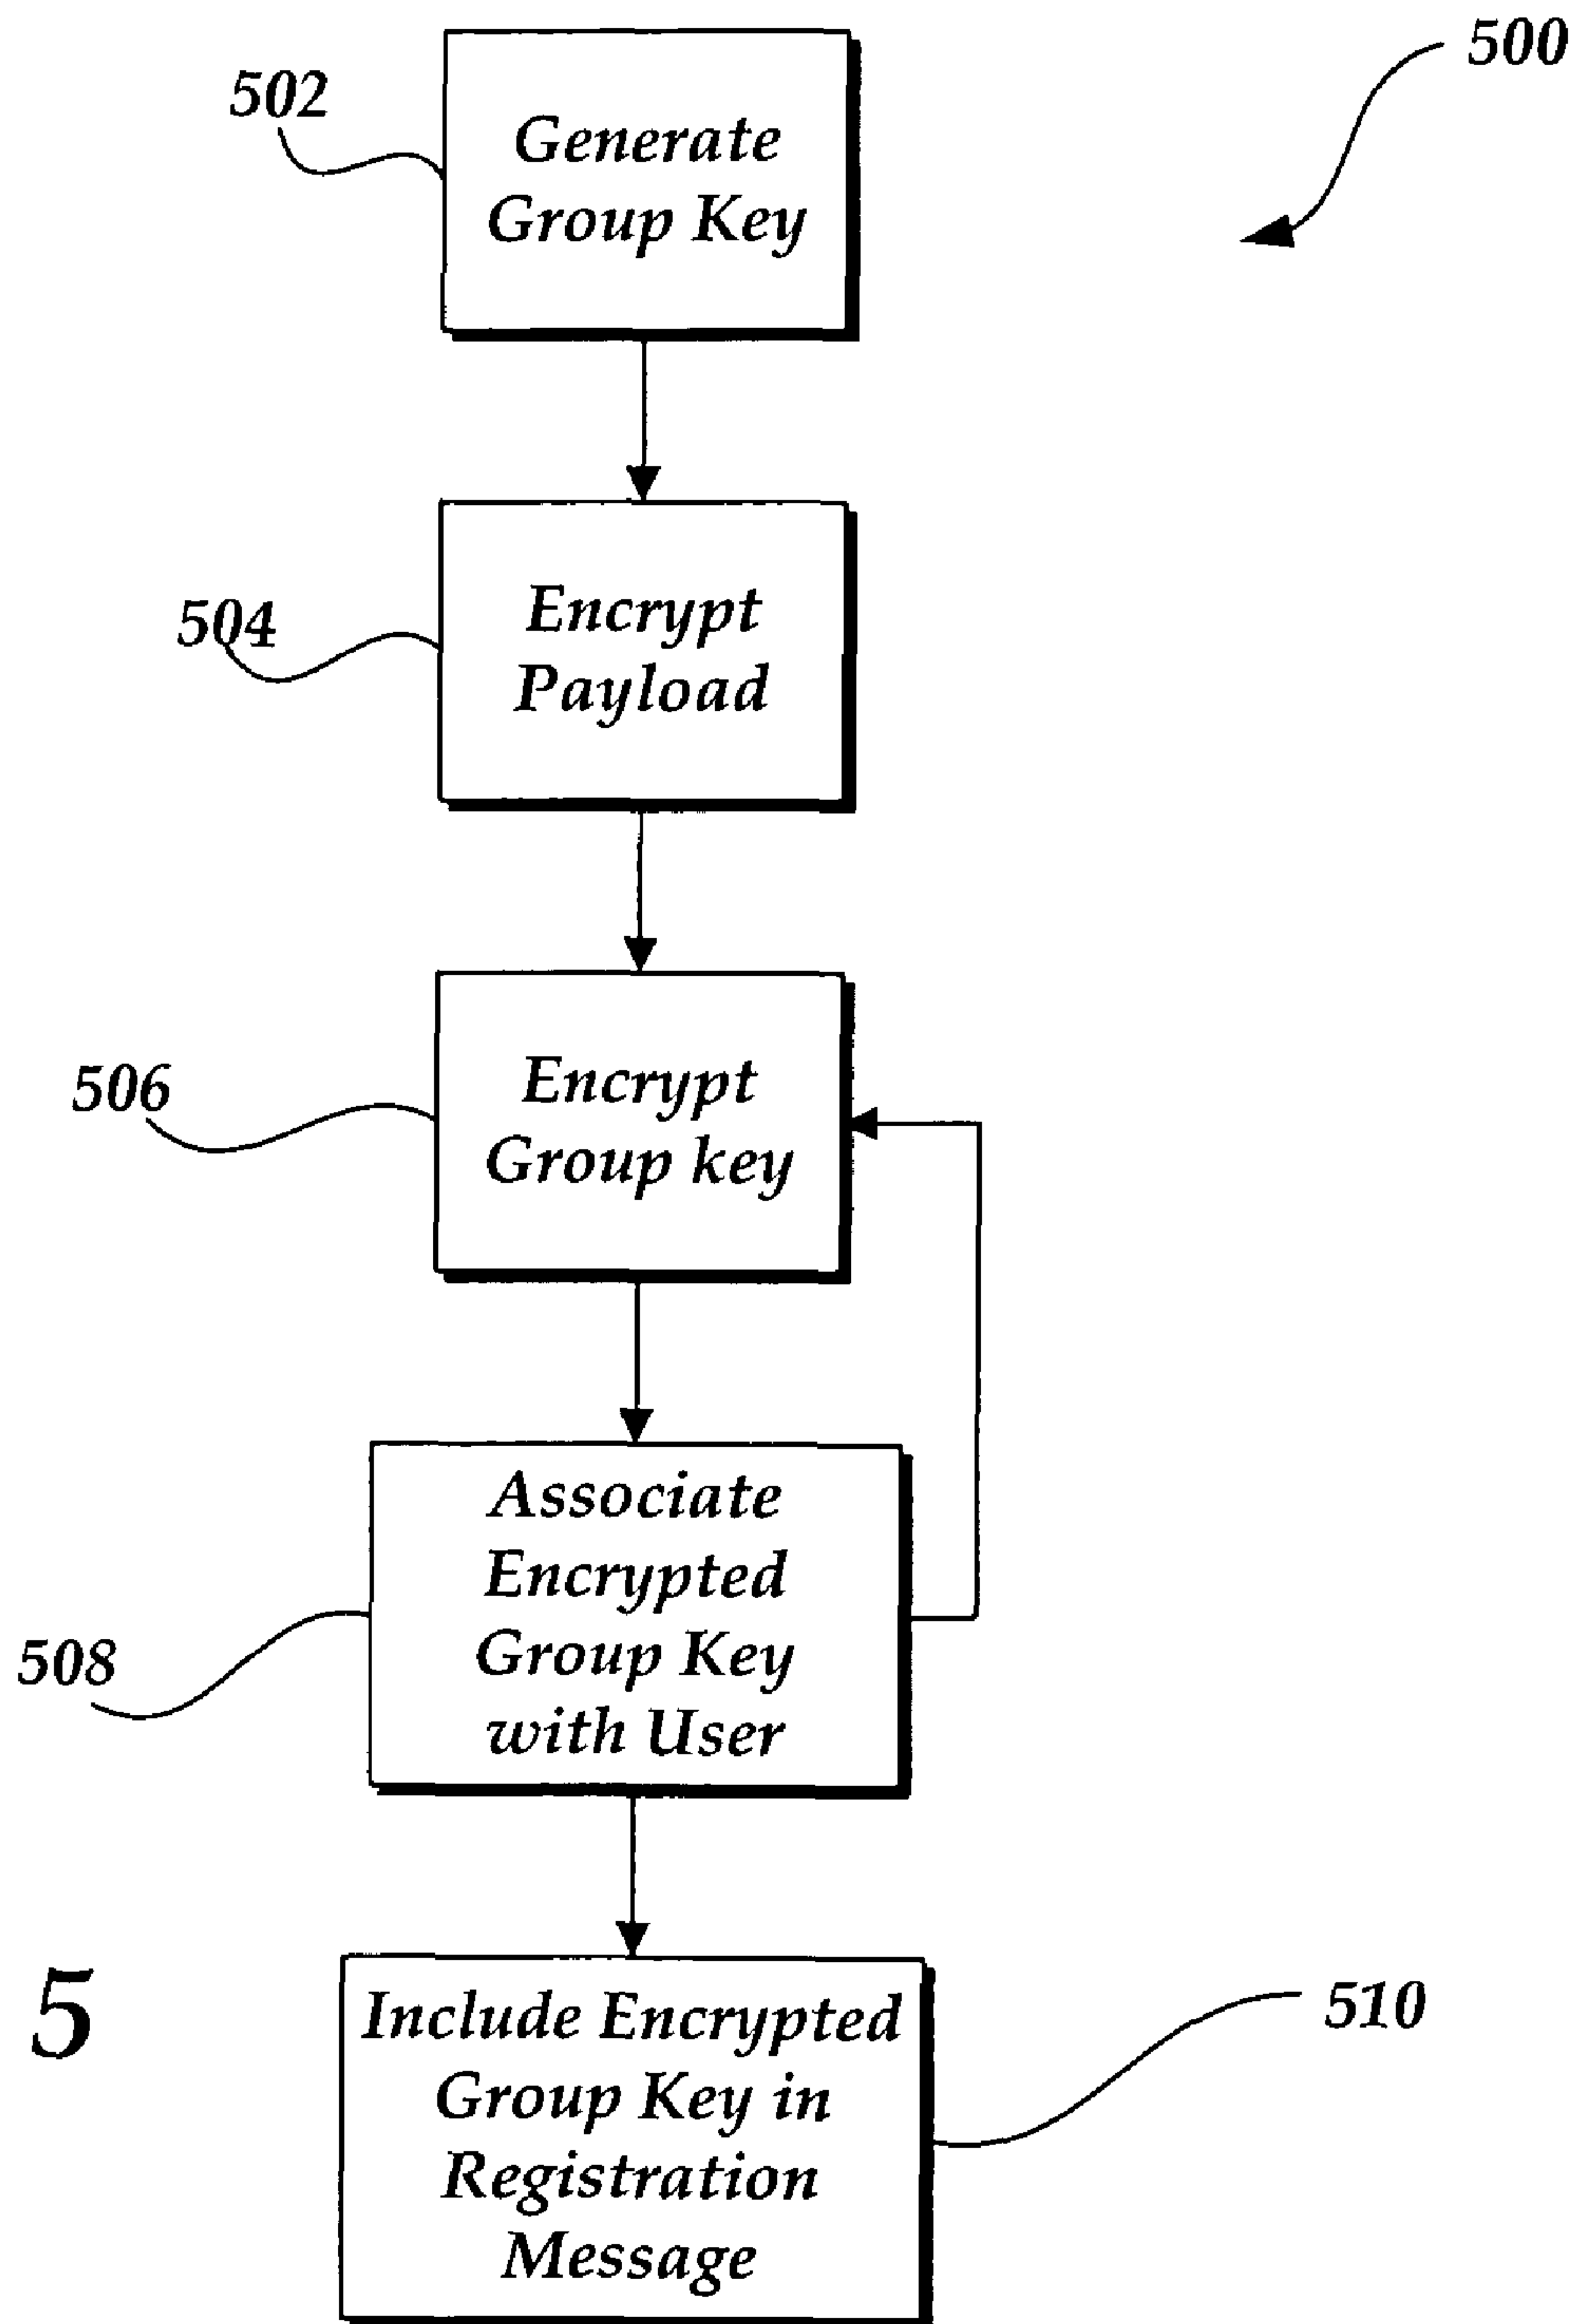 500
502
Generate
Group Key
504
Encrypt
Payload
506
Encrypt
Group key
508
Associate
Encrypted
Group Key
with User
5
510
Include Encrypted
Group Key in
Registration
Message